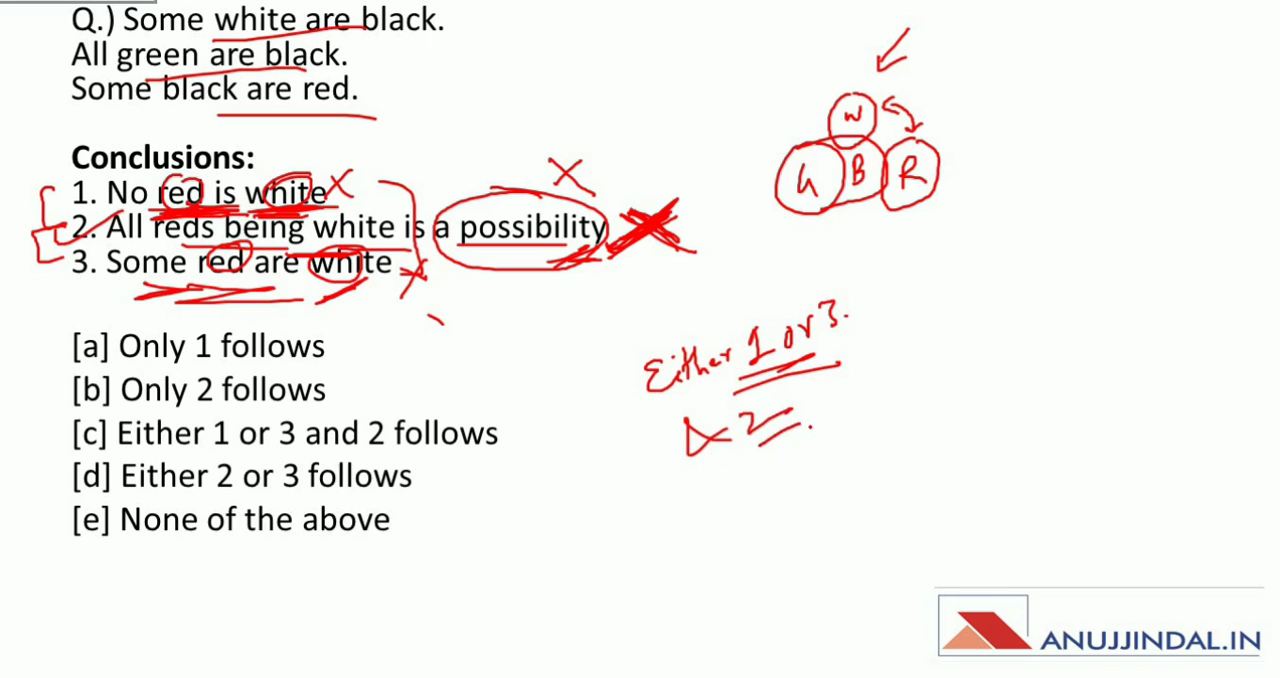 Q.) Some white are black.
All green are black.
Some black are red.
W
G B R
Conclusions:
1. No red is white
2. All reds being white is a possibility
3. Some red are white
Either 1 or 3.
& 2.
[a] Only 1 follows
[b] Only 2 follows
[c] Either 1 or 3 and 2 follows
[d] Either 2 or 3 follows
[e] None of the above
ANUJJINDAL.IN